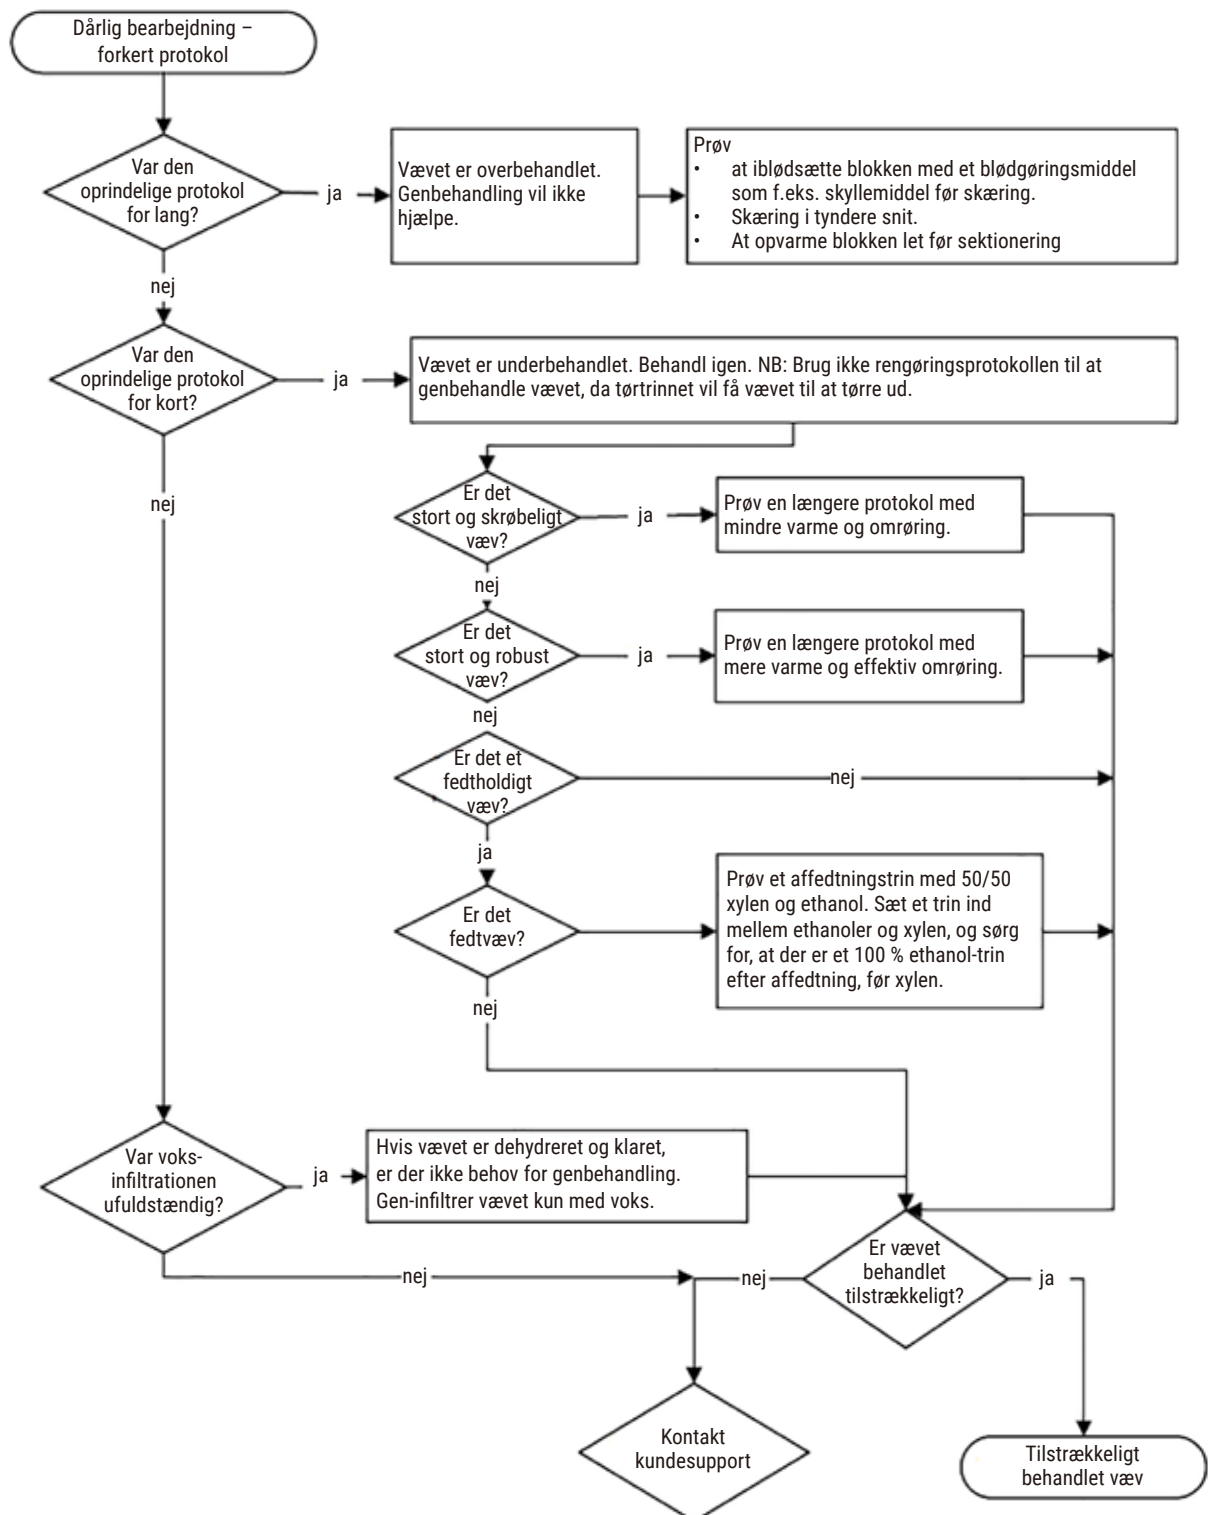 Dårlig bearbejdning –
forkert protokol
Var den
oprindelige protokol
for lang?
ja
Vævet er overbehandlet.
Genbehandling vil ikke
hjælpe.
Prøv
• at iblødsætte blokken med et blødgøringsmiddel
som f.eks. skyllemiddel før skæring.
• Skæring i tyndere snit.
• At opvarme blokken let før sektionering
nej
Var den
oprindelige protokol
for kort?
ja
Vævet er underbehandlet. Behandl igen. NB: Brug ikke rengøringsprotokollen til at
genbehandle vævet, da tørtrinnet vil få vævet til at tørre ud.
nej
Er det
stort og skrøbeligt
væv?
ja
Prøv en længere protokol med
mindre varme og omrøring.
nej
Er det
stort og robust
væv?
ja
Prøv en længere protokol med
mere varme og effektiv omrøring.
nej
Er det et
fedtholdigt
væv?
nej
ja
Er det
fedtvæv?
Prøv et affedtningstrin med 50/50
xylen og ethanol. Sæt et trin ind
mellem ethanoler og xylen, og sørg
for, at der er et 100 % ethanol-trin
efter affedtning, før xylen.
nej
Var voks-
infiltrationen
ufuldstændig?
ja
Hvis vævet er dehydreret og klaret,
er der ikke behov for genbehandling.
Gen-infiltrer vævet kun med voks.
nej
Er vævet
behandlet
tilstrækkeligt?
nej
ja
Kontakt
kundesupport
Tilstrækkeligt
behandlet væv